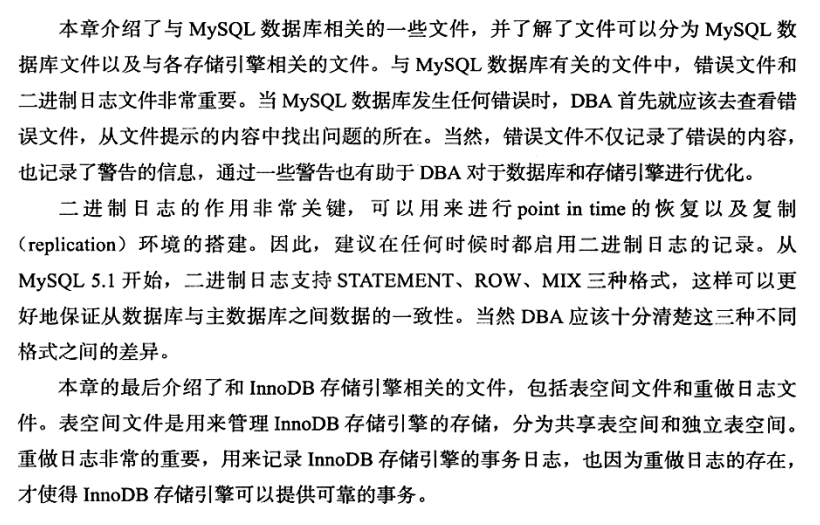 本章介绍了与 MySQL 数据库相关的一些文件，并了解了文件可以分为 MySQL 数
据库文件以及与各存储引擎相关的文件。与 MySQL 数据库有关的文件中，错误文件和
二进制日志文件非常重要。当 MySQL 数据库发生任何错误时，DBA 首先就应该去查看错
误文件，从文件提示的内容中找出问题的所在。当然，错误文件不仅记录了错误的内容，
也记录了警告的信息，通过一些警告也有助于 DBA 对于数据库和存储引擎进行优化。
二进制日志的作用非常关键，可以用来进行 point in time 的恢复以及复制
（replication）环境的搭建。因此，建议在任何时候时都启用二进制日志的记录。从
MySQL 5.1 开始，二进制日志支持 STATEMENT、ROW、MIX 三种格式，这样可以更
好地保证从数据库与主数据库之间数据的一致性。当然 DBA 应该十分清楚这三种不同
格式之间的差异。
本章的最后介绍了和 InnoDB 存储引擎相关的文件，包括表空间文件和重做日志文
件。表空间文件是用来管理 InnoDB 存储引擎的存储，分为共享表空间和独立表空间。
重做日志非常的重要，用来记录 InnoDB 存储引擎的事务日志，也因为重做日志的存在，
才使得 InnoDB 存储引擎可以提供可靠的事务。